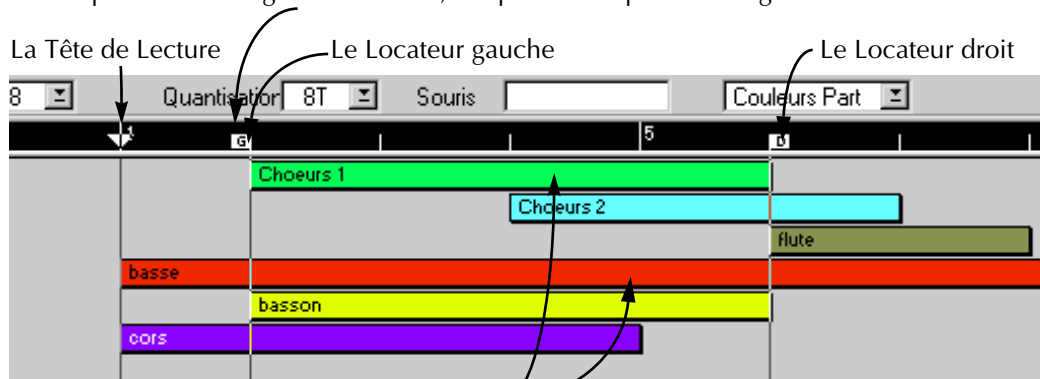 La Tête de Lecture Le Locateur gauche Le Locateur droit
8 Quantisation 8T Souris Couleurs Part
1 G 5 D
Choeurs 1
Choeurs 2
flute
basse
basson
cors